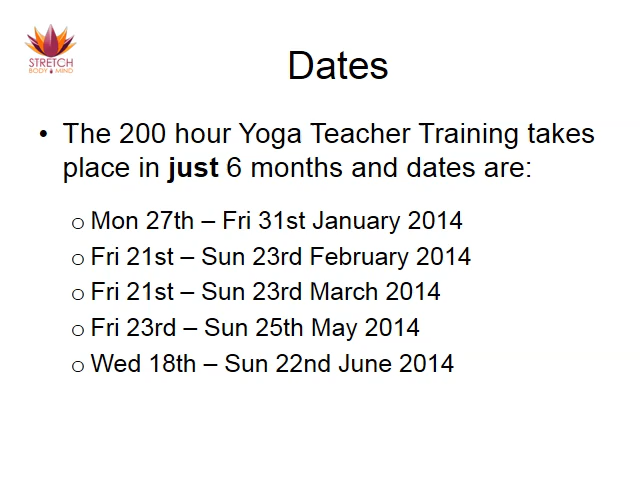 STRETCH
BODY MIND
Dates
• The 200 hour Yoga Teacher Training takes
place in just 6 months and dates are:
o Mon 27th – Fri 31st January 2014
o Fri 21st – Sun 23rd February 2014
o Fri 21st – Sun 23rd March 2014
o Fri 23rd – Sun 25th May 2014
o Wed 18th – Sun 22nd June 2014